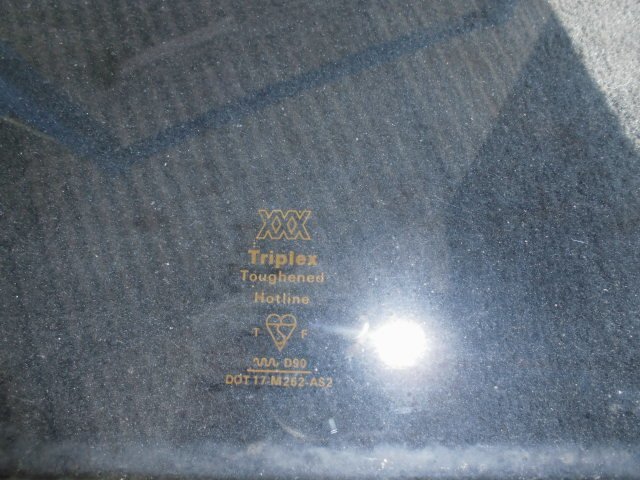 XXX
Triplex
Toughened
Hotline
T F
D90
DOT 17-M262-AS2